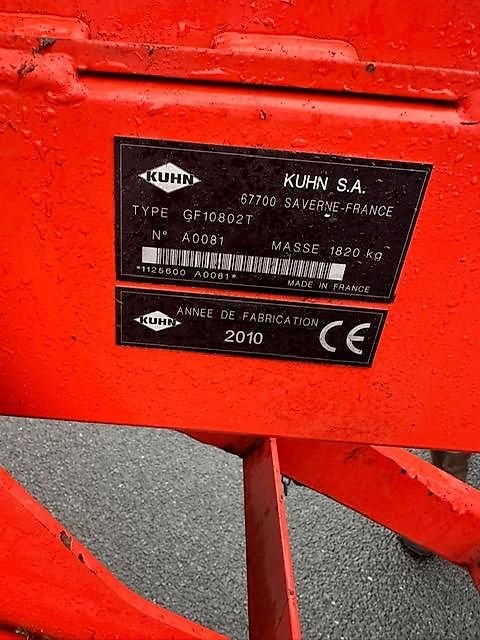 KUHN
KUHN S.A.
67700 SAVERNE-FRANCE
TYPE GF10802T
N° A0081 MASSE 1820 kg
*1125600 A0081*
MADE IN FRANCE
KUHN
ANNEE DE FABRICATION
2010
CE